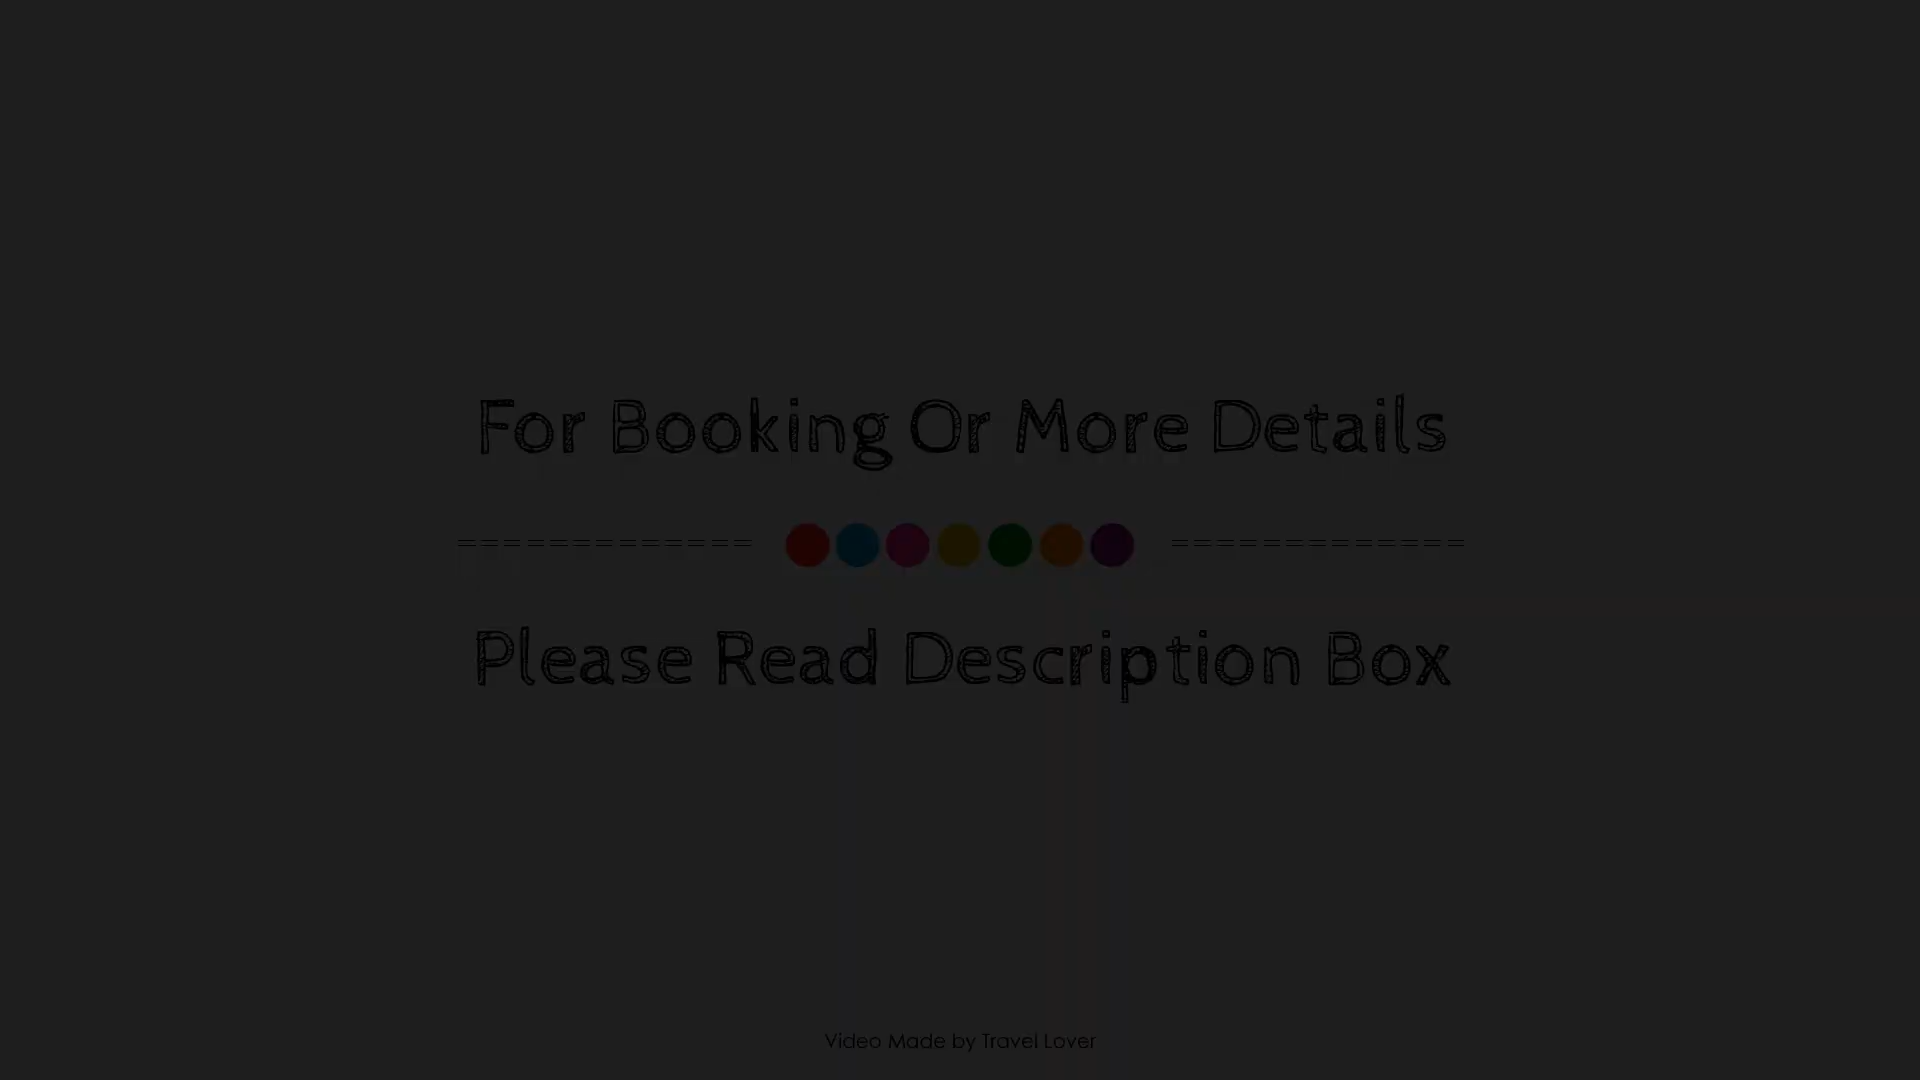 For Booking Or More Details
============= =============
Please Read Description Box
Video Made by Travel Lover